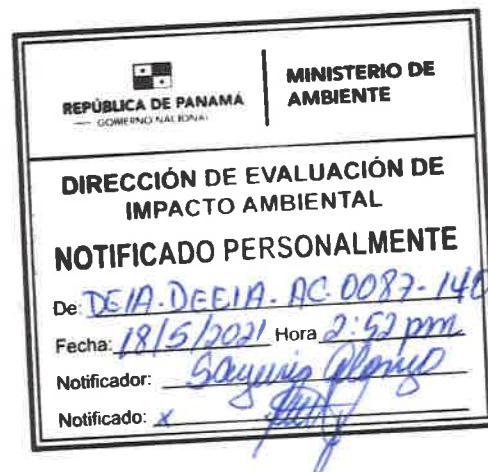 REPÚBLICA DE PANAMÁ
— GOBIERNO NACIONAL —
MINISTERIO DE
AMBIENTE
DIRECCIÓN DE EVALUACIÓN DE
IMPACTO AMBIENTAL
NOTIFICADO PERSONALMENTE
De: DEIA-DEEIA-AC-0087-140
Fecha: 18/5/2021 Hora 2:52 pm
Notificador:
Notificado: x